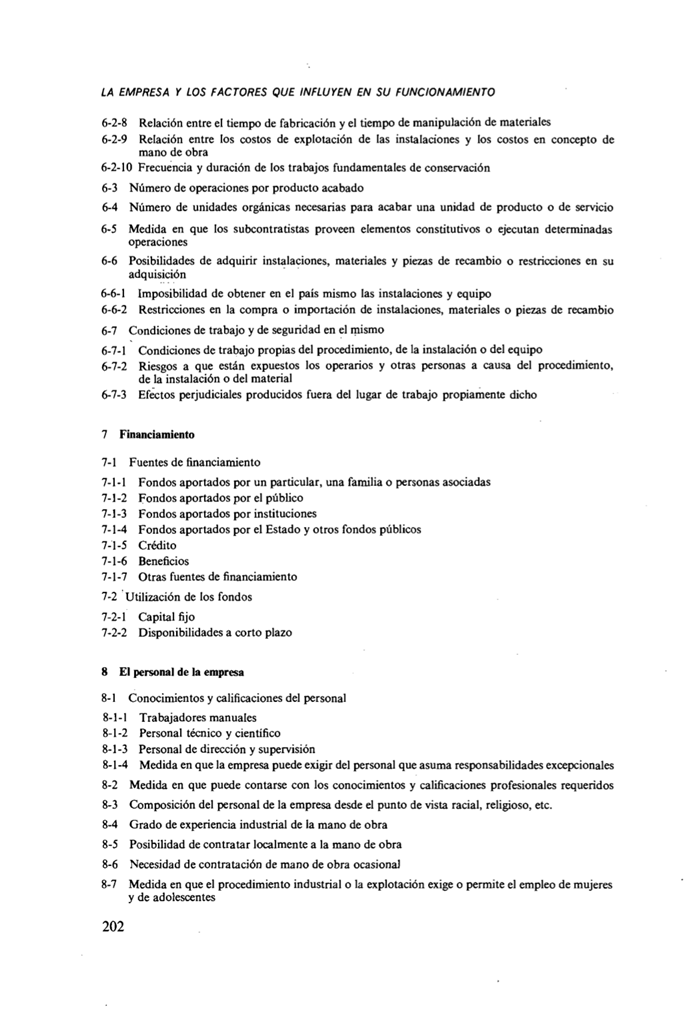 LA EMPRESA Y LOS FACTORES QUE INFLUYEN EN SU FUNCIONAMIENTO
6-2-8 Relación entre el tiempo de fabricación y el tiempo de manipulación de materiales
6-2-9 Relación entre los costos de explotación de las instalaciones y los costos en concepto de
mano de obra
6-2-10 Frecuencia y duración de los trabajos fundamentales de conservación
6-3 Número de operaciones por producto acabado
6-4 Número de unidades orgánicas necesarias para acabar una unidad de producto o de servicio
6-5 Medida en que los subcontratistas proveen elementos constitutivos o ejecutan determinadas
operaciones
6-6 Posibilidades de adquirir instalaciones, materiales y piezas de recambio o restricciones en su
adquisición
6-6-1 Imposibilidad de obtener en el país mismo las instalaciones y equipo
6-6-2 Restricciones en la compra o importación de instalaciones, materiales o piezas de recambio
6-7 Condiciones de trabajo y de seguridad en el mismo
6-7-1 Condiciones de trabajo propias del procedimiento, de la instalación o del equipo
6-7-2 Riesgos a que están expuestos los operarios y otras personas a causa del procedimiento,
de la instalación o del material
6-7-3 Efectos perjudiciales producidos fuera del lugar de trabajo propiamente dicho
7 Financiamiento
7-1 Fuentes de financiamiento
7-1-1 Fondos aportados por un particular, una familia o personas asociadas
7-1-2 Fondos aportados por el público
7-1-3 Fondos aportados por instituciones
7-1-4 Fondos aportados por el Estado y otros fondos públicos
7-1-5 Crédito
7-1-6 Beneficios
7-1-7 Otras fuentes de financiamiento
7-2 Utilización de los fondos
7-2-1 Capital fijo
7-2-2 Disponibilidades a corto plazo
8 El personal de la empresa
8-1 Conocimientos y calificaciones del personal
8-1-1 Trabajadores manuales
8-1-2 Personal técnico y científico
8-1-3 Personal de dirección y supervisión
8-1-4 Medida en que la empresa puede exigir del personal que asuma responsabilidades excepcionales
8-2 Medida en que puede contarse con los conocimientos y calificaciones profesionales requeridos
8-3 Composición del personal de la empresa desde el punto de vista racial, religioso, etc.
8-4 Grado de experiencia industrial de la mano de obra
8-5 Posibilidad de contratar localmente a la mano de obra
8-6 Necesidad de contratación de mano de obra ocasional
8-7 Medida en que el procedimiento industrial o la explotación exige o permite el empleo de mujeres
y de adolescentes
202